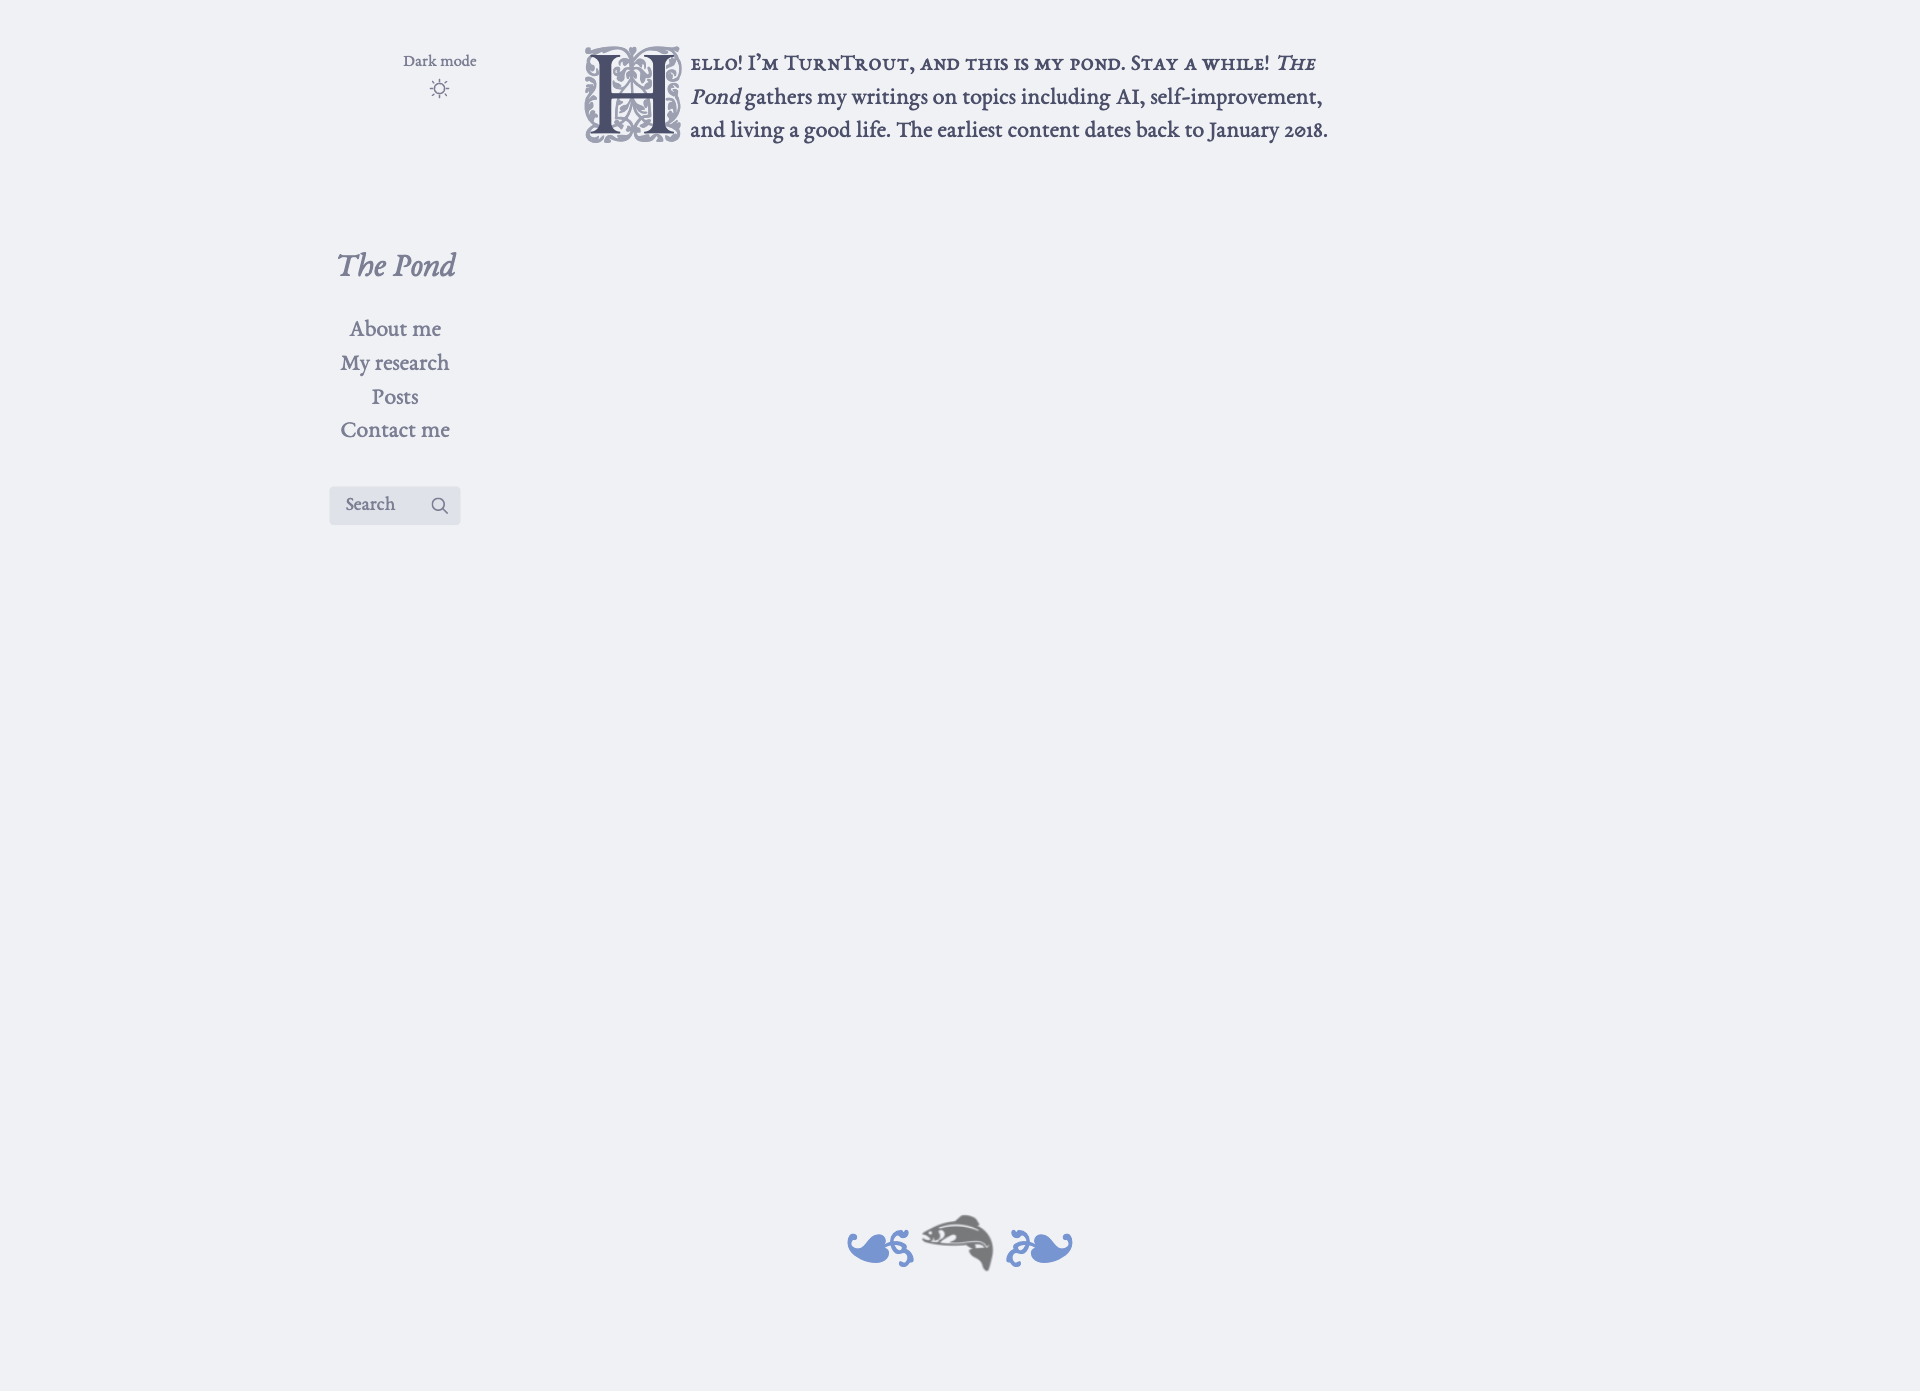 Dark mode
HELLO! I’M TURNTROUT, AND THIS IS MY POND. STAY A WHILE! THE
Pond gathers my writings on topics including AI, self-improvement,
and living a good life. The earliest content dates back to January 2018.
The Pond
About me
My research
Posts
Contact me
Search